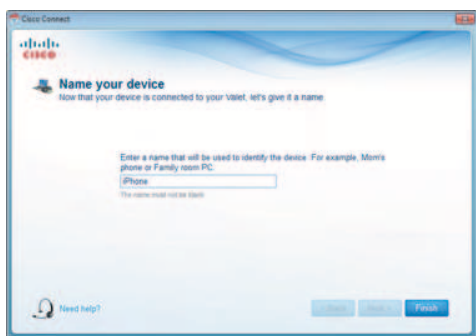 Cisco Connect
CISCO
Name your device
Now that your device is connected to your Valet, let's give it a name
Enter a name that will be used to identify the device. For example, Mom's
phone or Family room PC.
iPhone
The name must not be blank
Need help?
< Back
Next >
Finish